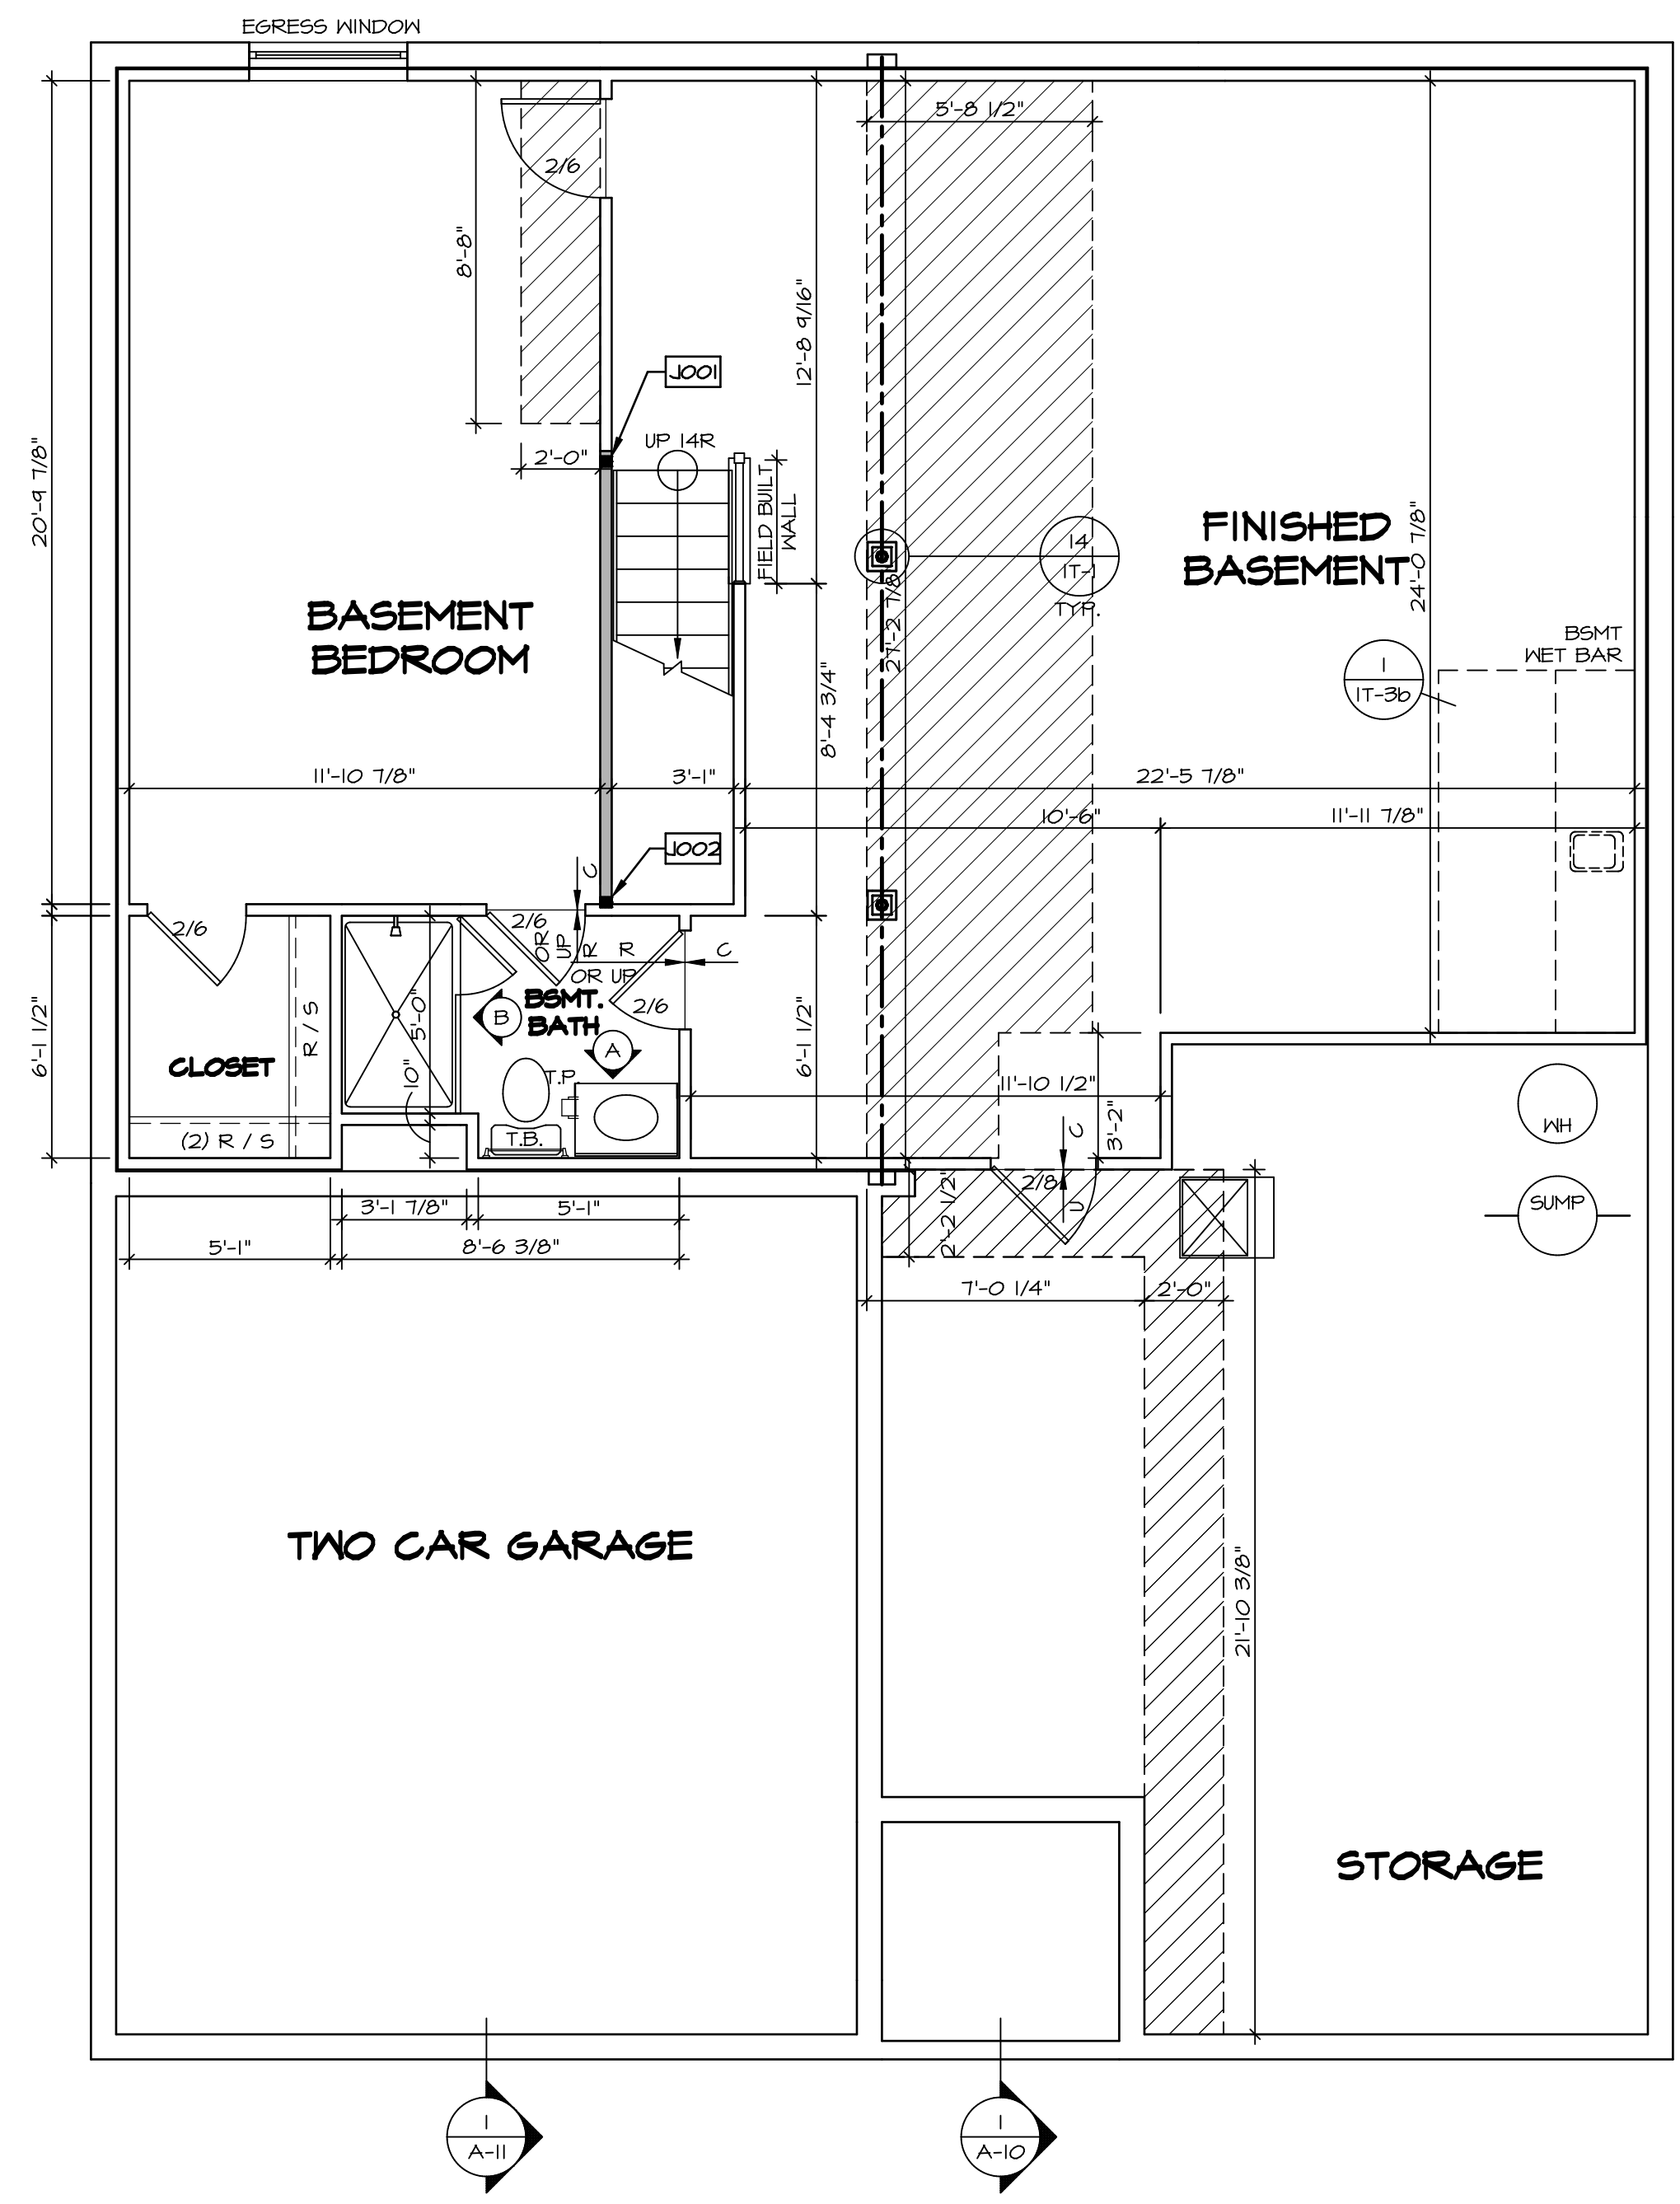 EGRESS WINDOW
5'-8 1/2"
2/6
8'-8"
12'-8 9/16"
J001
UP 14R
2'-0"
20'-9 7/8"
FIELD BUILT
WALL
FINISHED
BASEMENT
24'-0 7/8"
14
IT-1
TYP.
27'-2 7/8"
BASEMENT
BEDROOM
BSMT
WET BAR
1
IT-3b
8'-4 3/4"
11'-10 7/8"
3'-1"
22'-5 7/8"
10'-6"
11'-11 7/8"
J002
C
2/6
2/6
OR
UP
R
R
C
OR UP
2/6
BSMT.
BATH
B
A
5'-0"
10"
R / S
6'-1 1/2"
6'-1 1/2"
CLOSET
T.P.
T.B.
(2) R / S
11'-10 1/2"
3'-2"
C
WH
2/8
U
2'-2 1/2"
SUMP
3'-1 7/8"
5'-1"
5'-1"
8'-6 3/8"
7'-0 1/4"
2'-0"
TWO CAR GARAGE
21'-10 3/8"
STORAGE
1
A-11
1
A-10